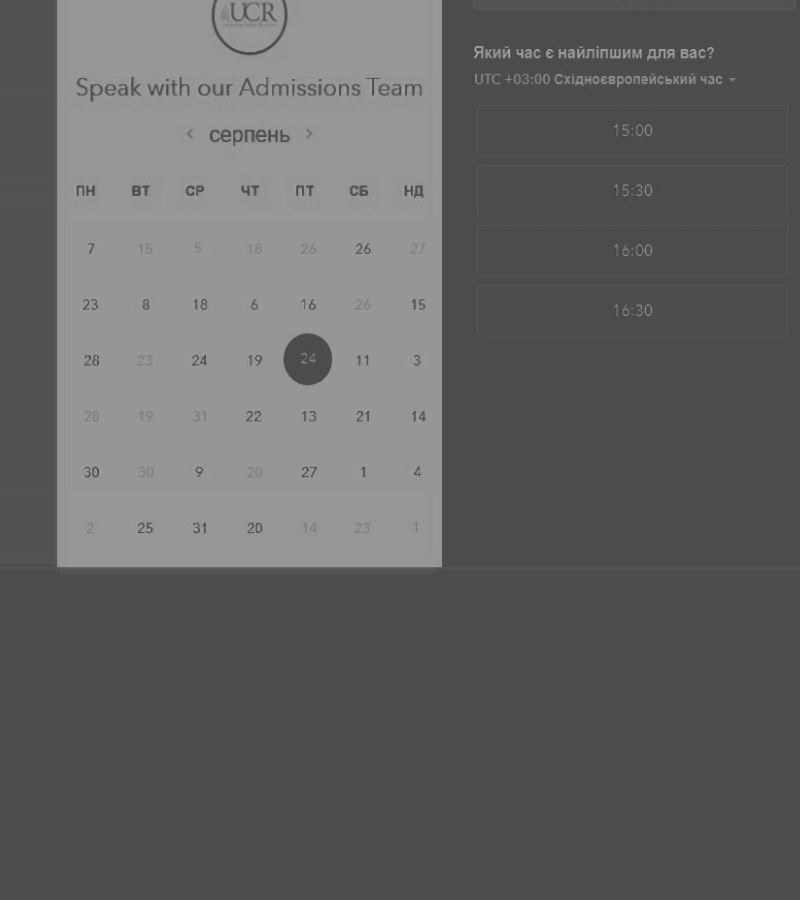 UCR
Speak with our Admissions Team
серпень
ПН ВТ СР ЧТ ПТ СБ НД
7 15 5 18 26 26 27
23 8 18 6 16 26 15
28 23 24 19 24 11 3
28 19 31 22 13 21 14
30 30 9 20 27 1 4
2 25 31 20 14 23 1
Який час є найліпшим для вас?
UTC +03:00 Східноєвропейський час
15:00
15:30
16:00
16:30